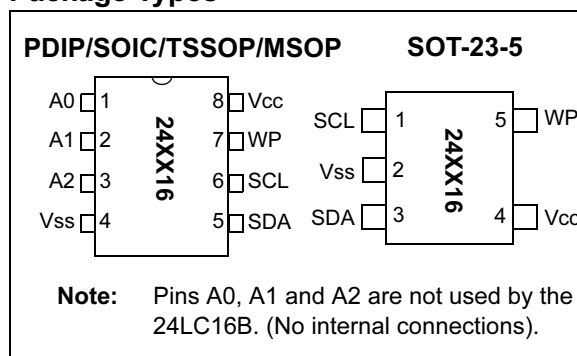 PDIP/SOIC/TSSOP/MSOP
A0 1 8 Vcc
A1 2 7 WP
A2 3 6 SCL
Vss 4 5 SDA
24XX16
SOT-23-5
SCL 1 5 WP
Vss 2
SDA 3 4 Vcc
24XX16
Note: Pins A0, A1 and A2 are not used by the
24LC16B. (No internal connections).